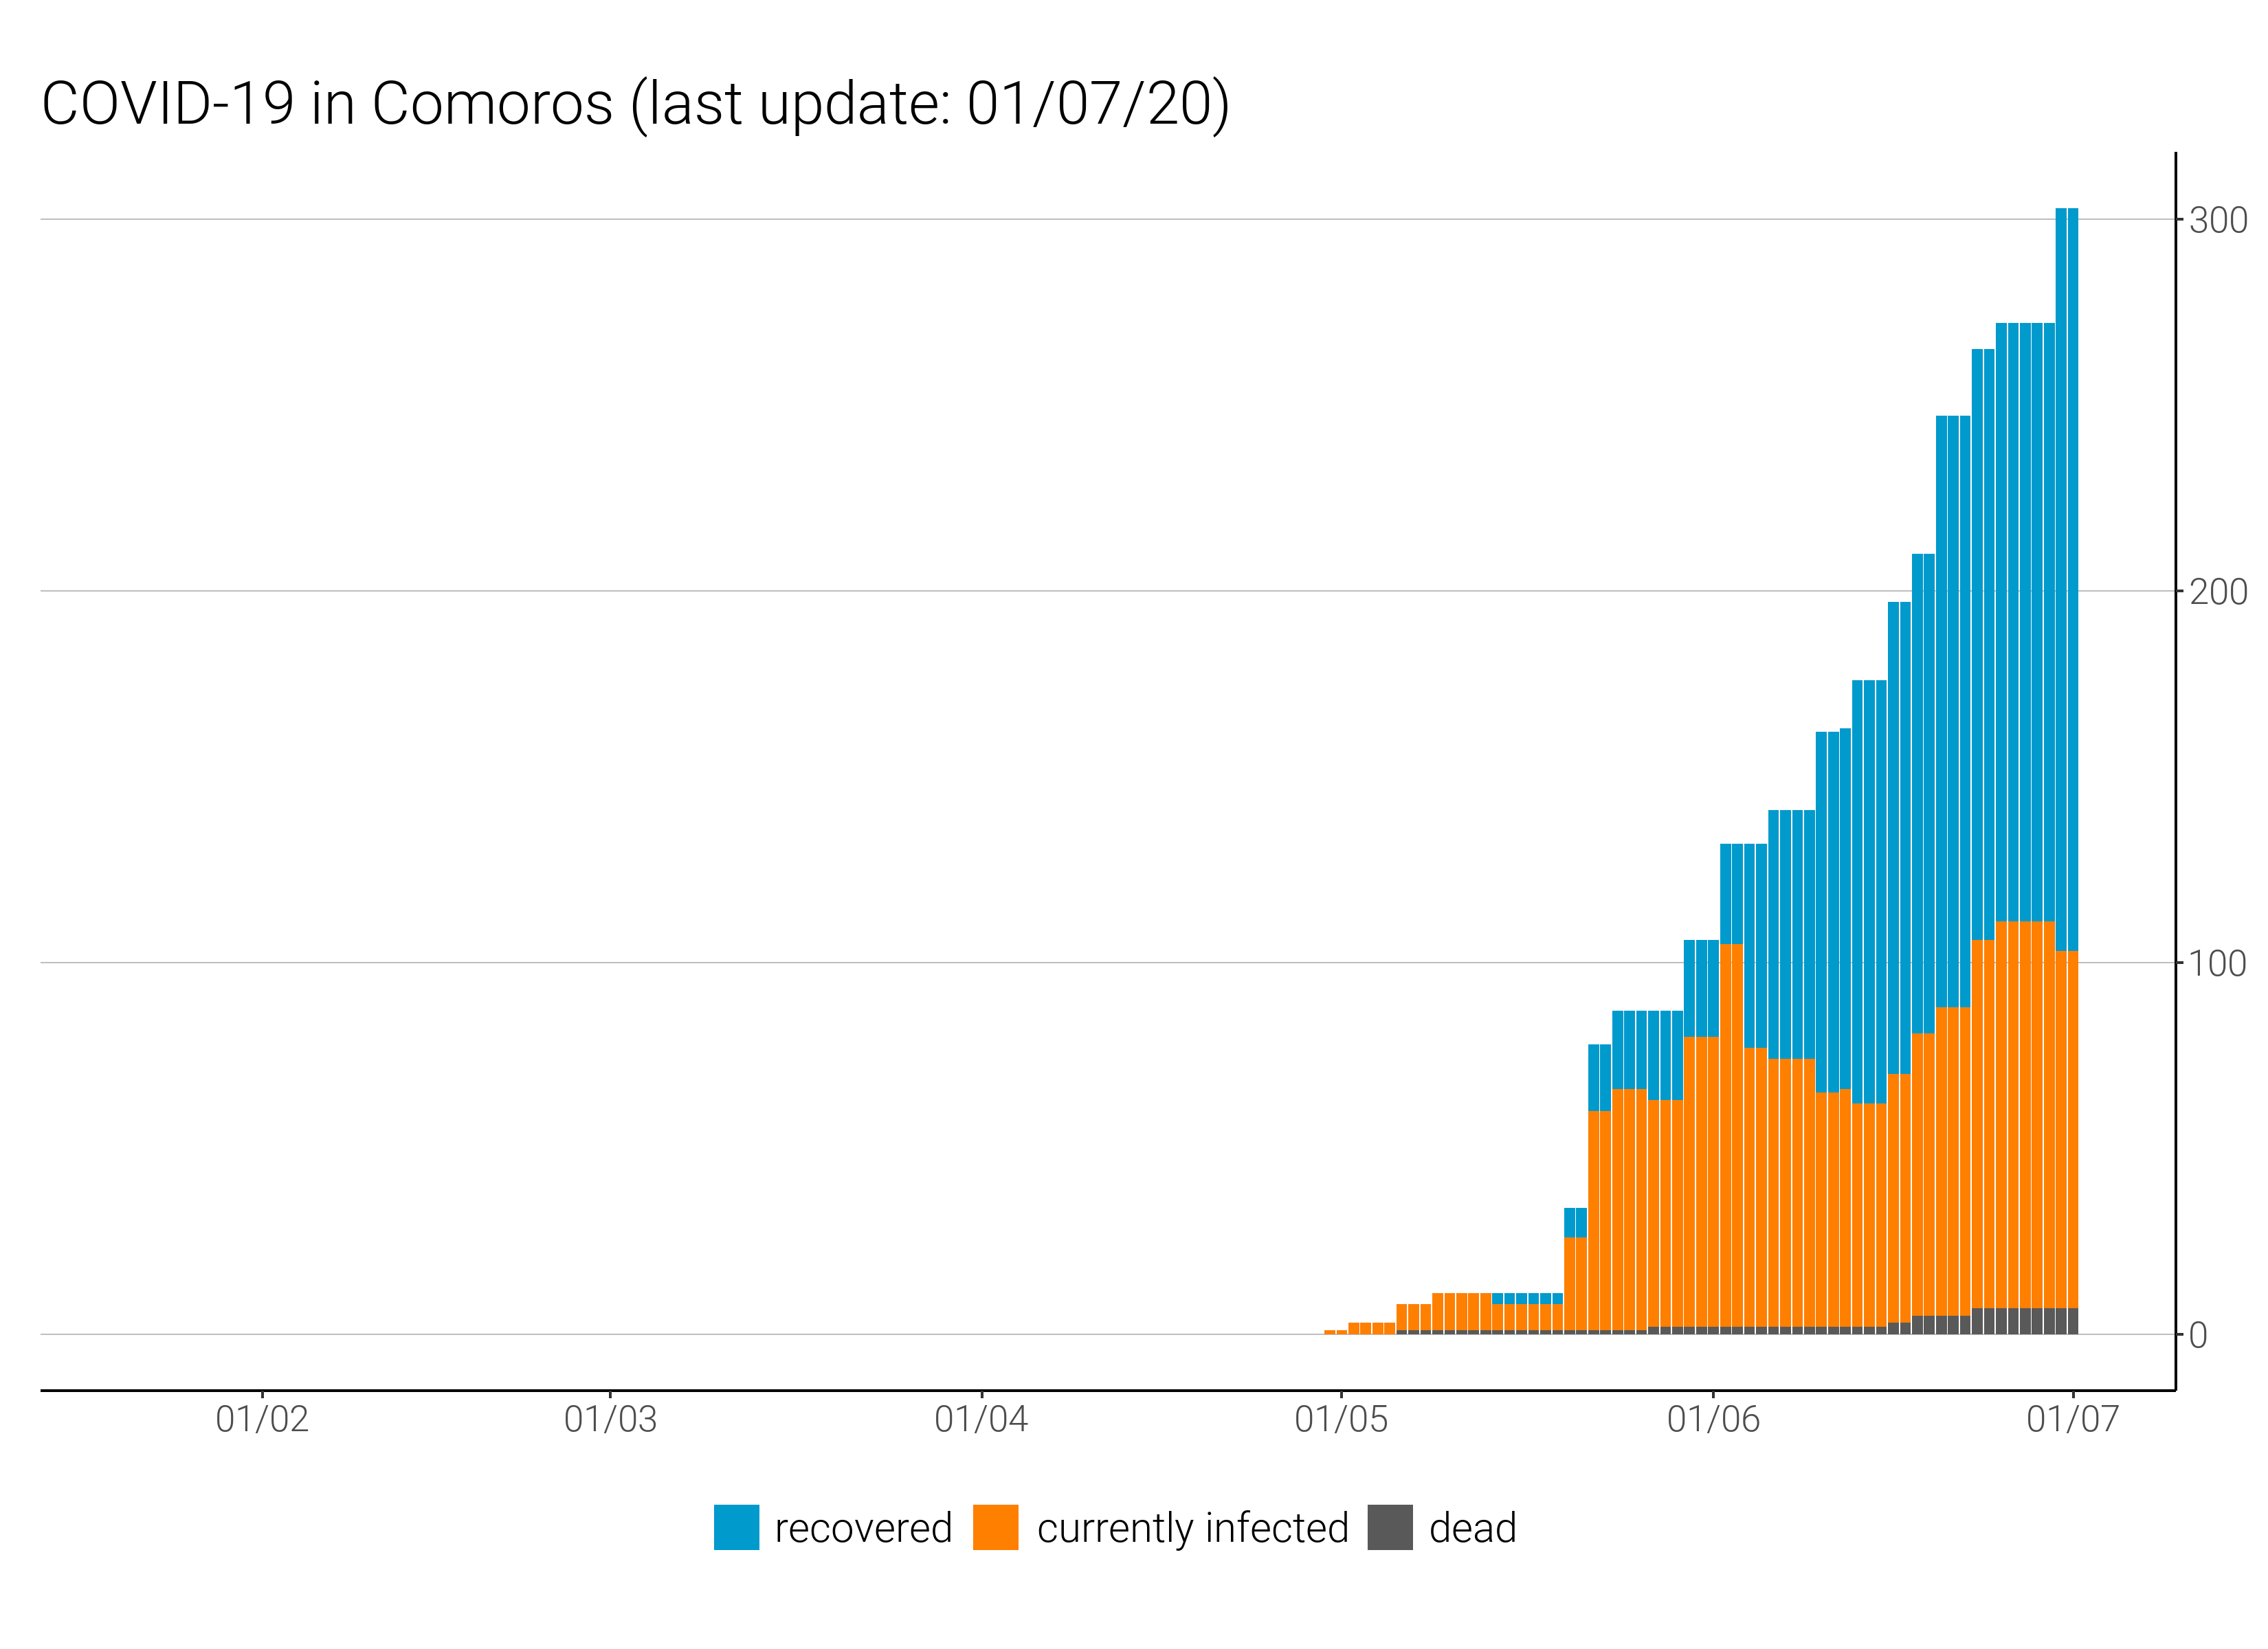 COVID-19 in Comoros (last update: 01/07/20)
300
200
100
0
01/02 01/03 01/04 01/05 01/06 01/07
recovered currently infected dead